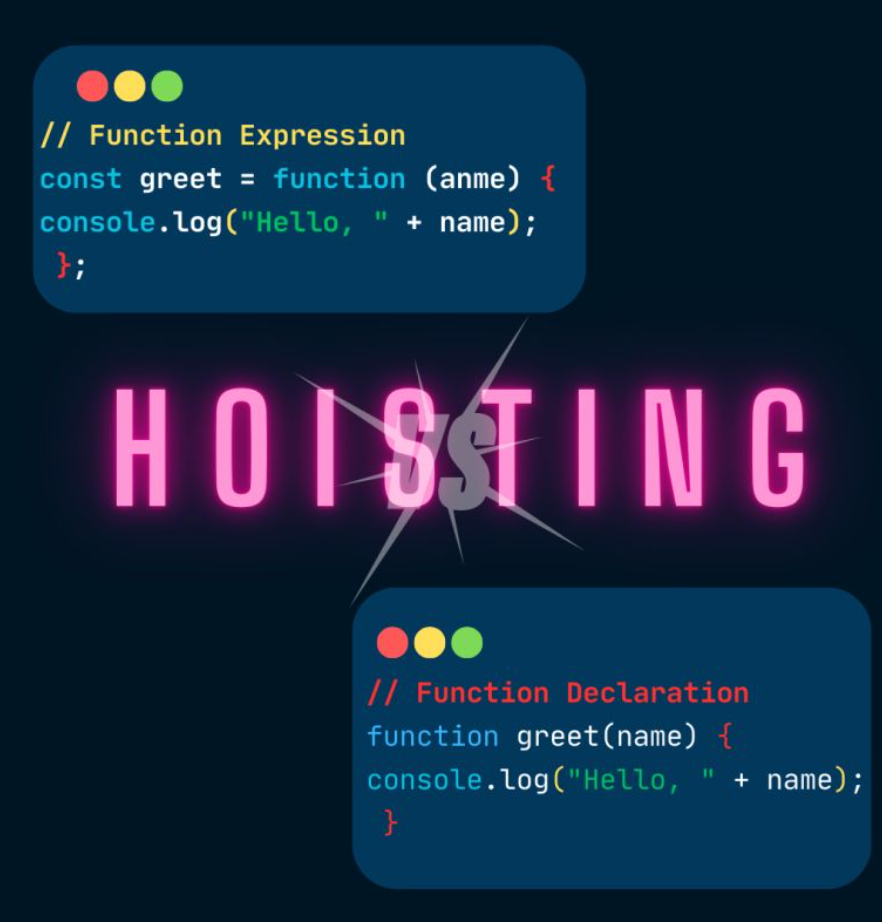 // Function Expression
const greet = function (anme) {
console.log("Hello, " + name);
};
HOISTING
VS
// Function Declaration
function greet(name) {
console.log("Hello, " + name);
}